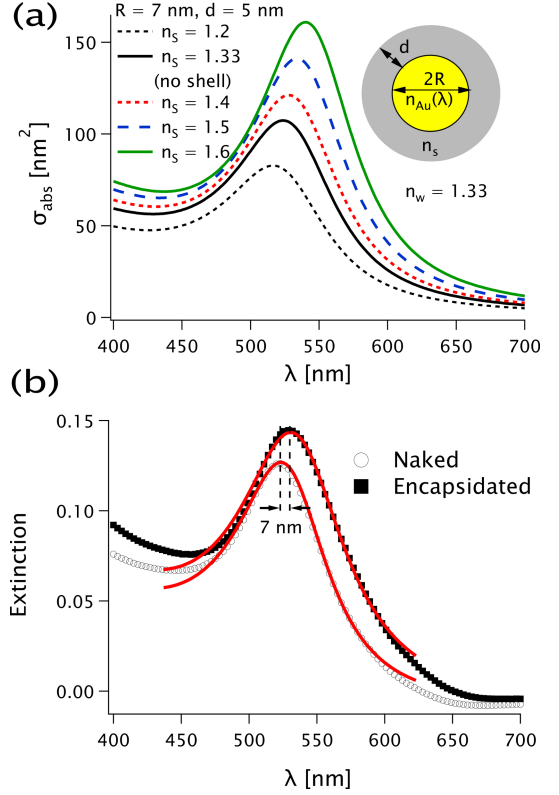 (a)
R = 7 nm, d = 5 nm
n_S = 1.2
n_S = 1.33
(no shell)
n_S = 1.4
n_S = 1.5
n_S = 1.6
d
2R
n_Au(λ)
n_s
n_w = 1.33
σ_abs [nm²]
150
100
50
0
400 450 500 550 600 650 700
λ [nm]
(b)
Naked
Encapsidated
7 nm
Extinction
0.15
0.10
0.05
0.00
400 450 500 550 600 650 700
λ [nm]